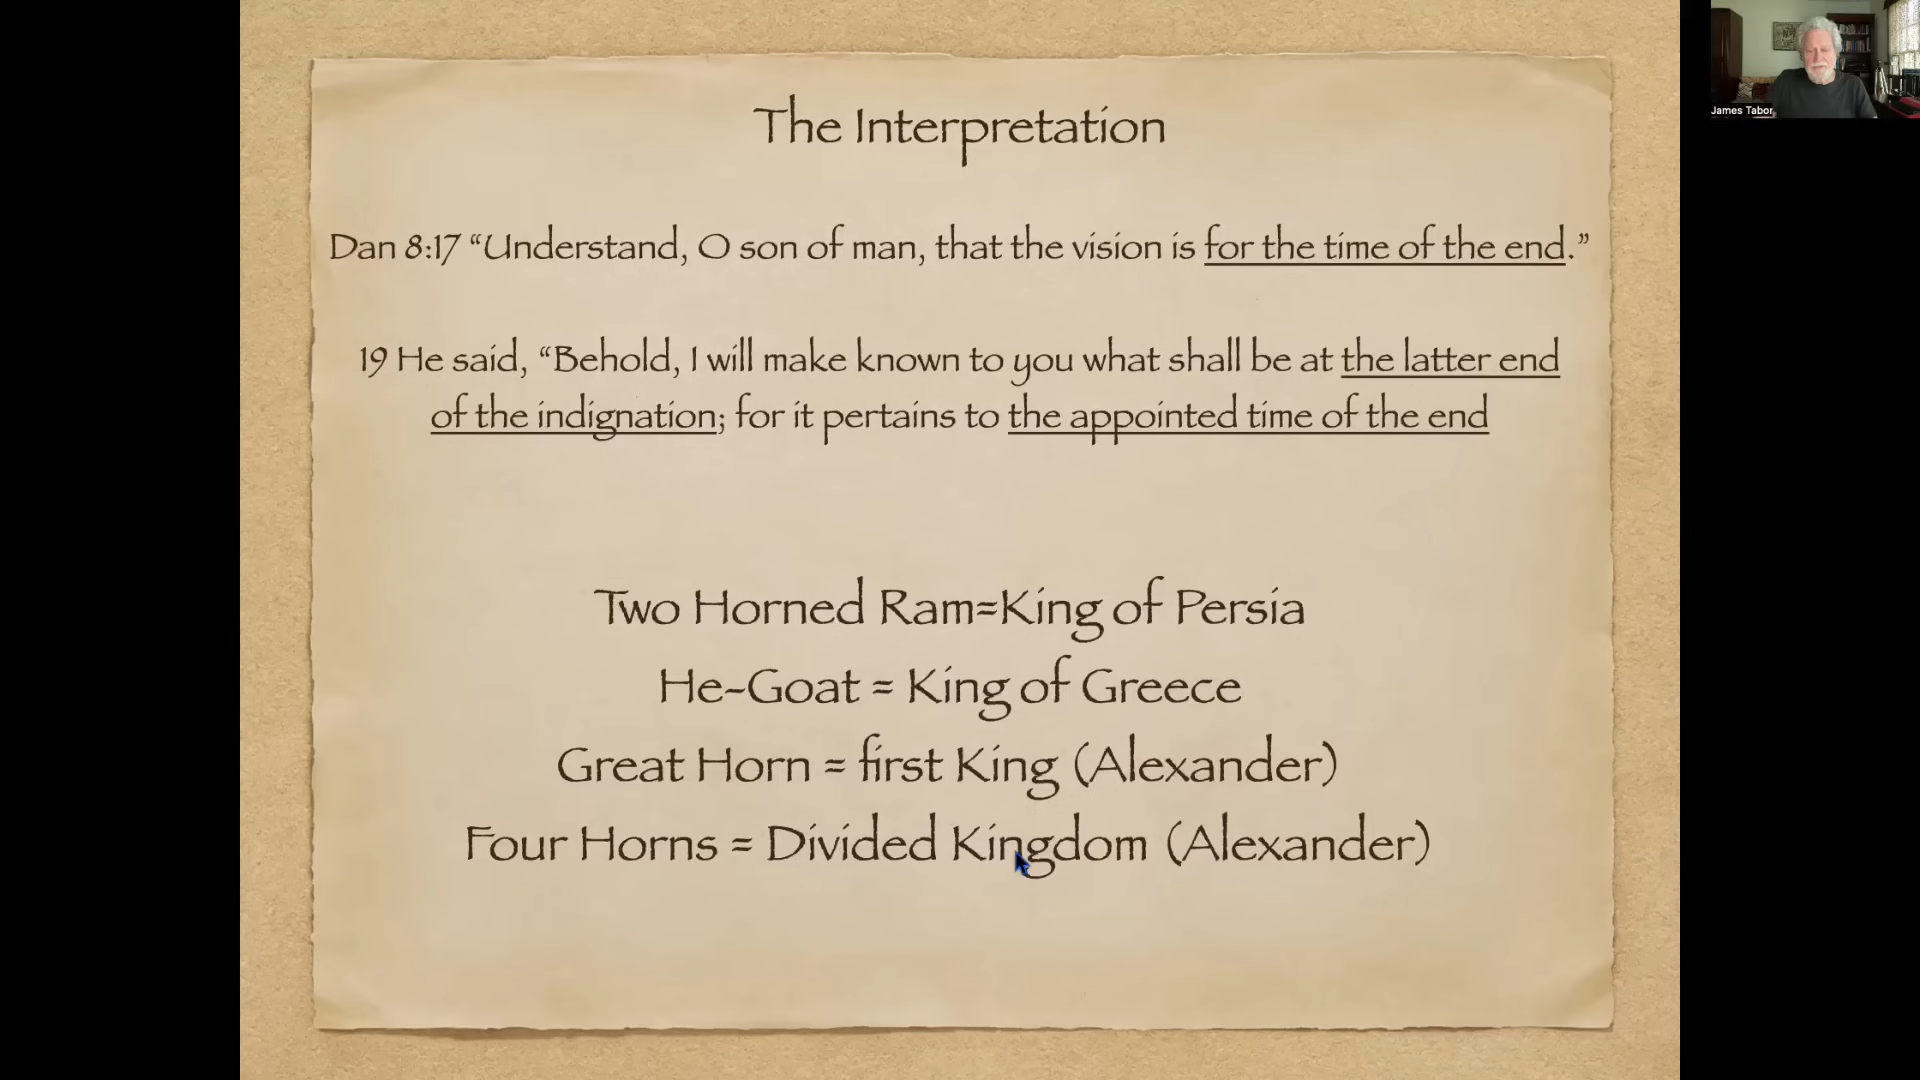 The Interpretation
Dan 8:17 “Understand, O son of man, that the vision is for the time of the end.”
19 He said, “Behold, I will make known to you what shall be at the latter end
of the indignation; for it pertains to the appointed time of the end
Two Horned Ram=King of Persia
He-Goat = King of Greece
Great Horn = first King (Alexander)
Four Horns = Divided Kingdom (Alexander)
James Tabor